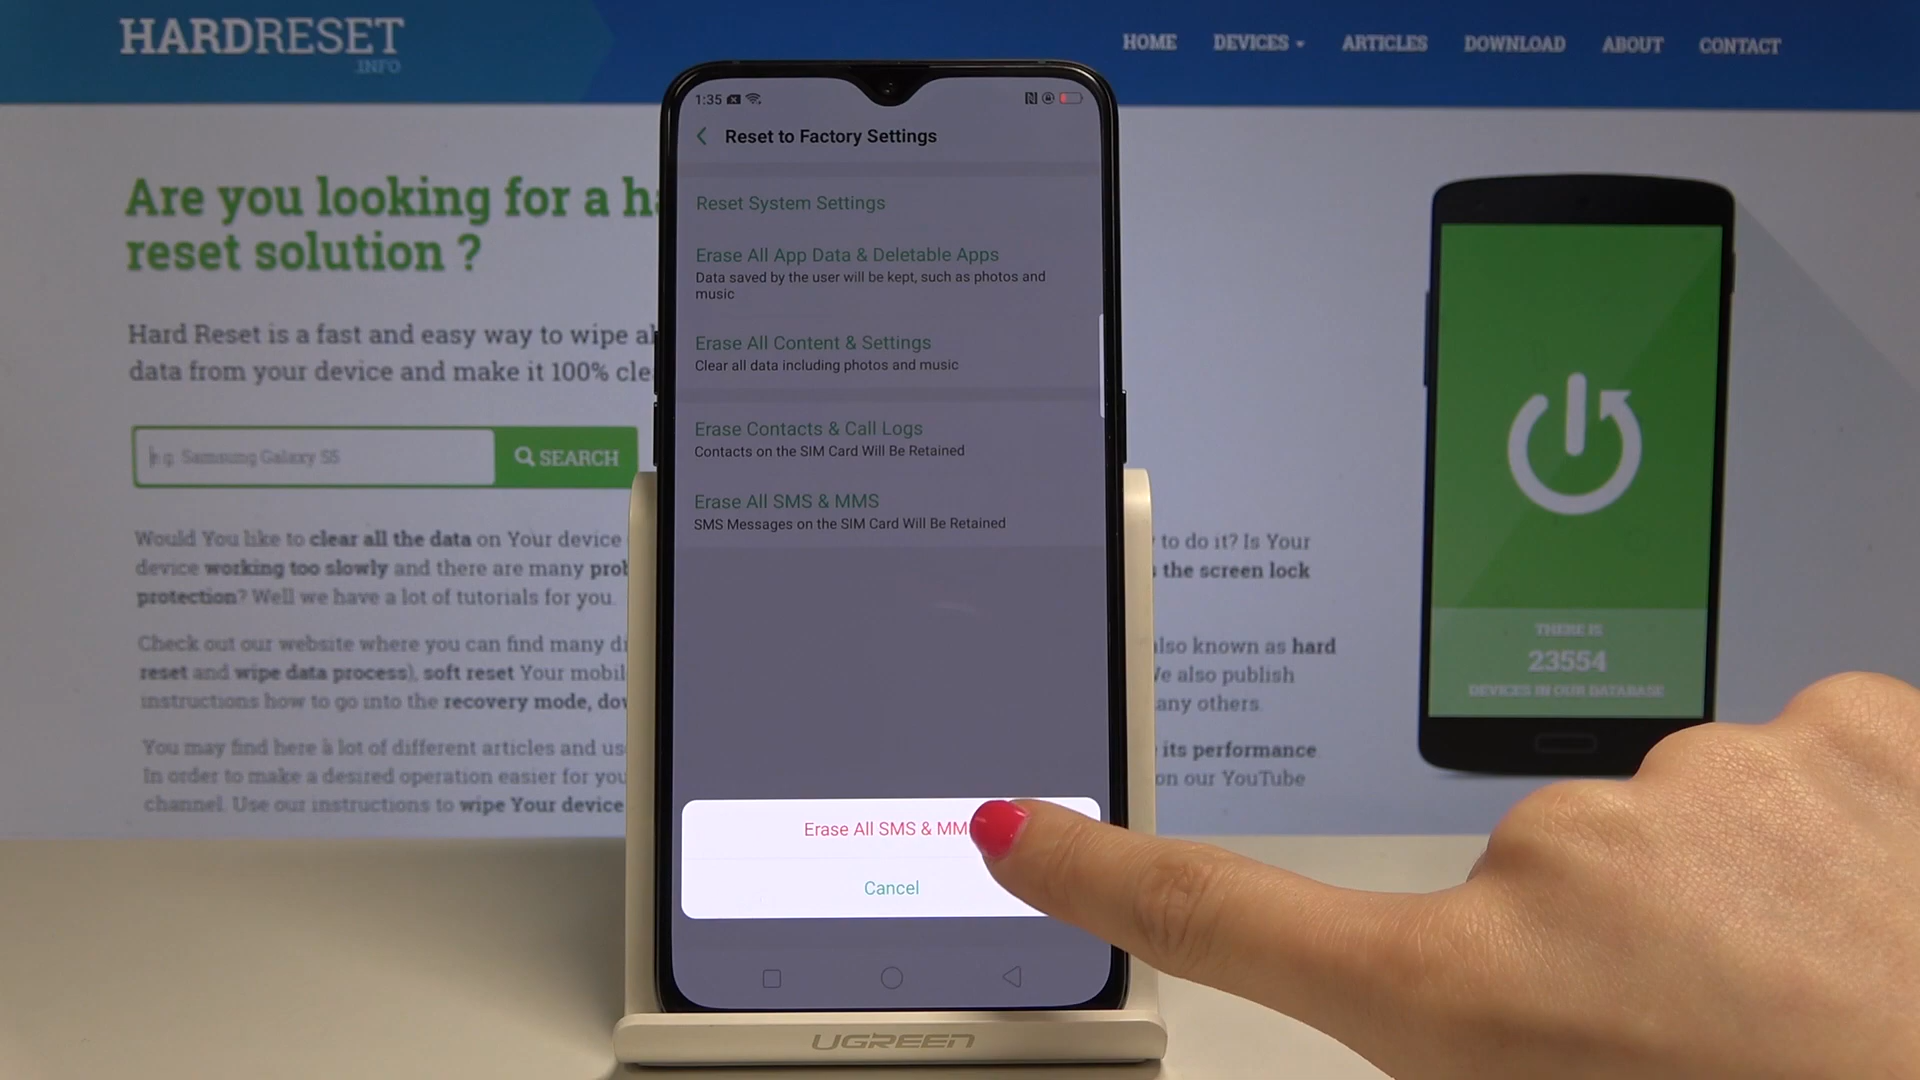 HARDRESET
.INFO
HOME DEVICES ARTICLES DOWNLOAD ABOUT CONTACT
Are you looking for a
reset solution ?
Hard Reset is a fast and easy way to wipe
data from your device and make it 100%
e.g. Samsung Galaxy S5
SEARCH
Would You like to clear all the data on Your device
device working too slowly and there are many
protection? Well we have a lot of tutorials for you.
Check out our website where you can find many
reset and wipe data process), soft reset Your
instructions how to go into the recovery mode,
You may find here a lot of different articles and
In order to make a desired operation easier for you
channel. Use our instructions to wipe Your device
1:35
Reset to Factory Settings
Reset System Settings
Erase All App Data & Deletable Apps
Data saved by the user will be kept, such as photos and
music
Erase All Content & Settings
Clear all data including photos and music
Erase Contacts & Call Logs
Contacts on the SIM Card Will Be Retained
Erase All SMS & MMS
SMS Messages on the SIM Card Will Be Retained
Erase All SMS & MM
Cancel
UGREEN
to do it? Is Your
the screen lock
also known as hard
also publish
any others.
its performance
on our YouTube
THERE IS
23554
DEVICES IN OUR DATABASE